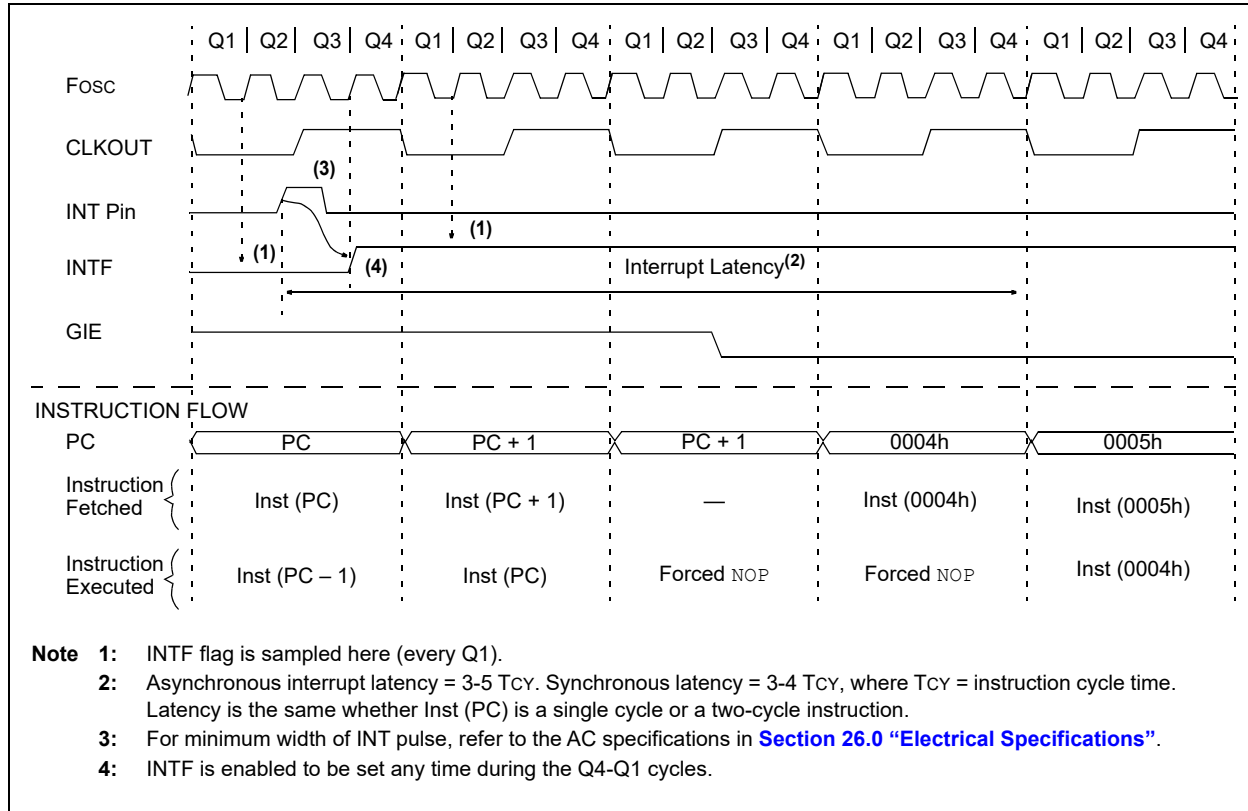 Q1 | Q2 | Q3 | Q4 Q1 | Q2 | Q3 | Q4 Q1 | Q2 | Q3 | Q4 Q1 | Q2 | Q3 | Q4 Q1 | Q2 | Q3 | Q4
FOSC
CLKOUT
(3)
INT Pin
(1) (1)
INTF (4) Interrupt Latency(2)
GIE
INSTRUCTION FLOW
PC PC PC + 1 PC + 1 0004h 0005h
Instruction
Fetched Inst (PC) Inst (PC + 1) — Inst (0004h) Inst (0005h)
Instruction
Executed Inst (PC – 1) Inst (PC) Forced NOP Forced NOP Inst (0004h)
Note 1: INTF flag is sampled here (every Q1).
2: Asynchronous interrupt latency = 3-5 TCY. Synchronous latency = 3-4 TCY, where TCY = instruction cycle time.
Latency is the same whether Inst (PC) is a single cycle or a two-cycle instruction.
3: For minimum width of INT pulse, refer to the AC specifications in Section 26.0 “Electrical Specifications”.
4: INTF is enabled to be set any time during the Q4-Q1 cycles.